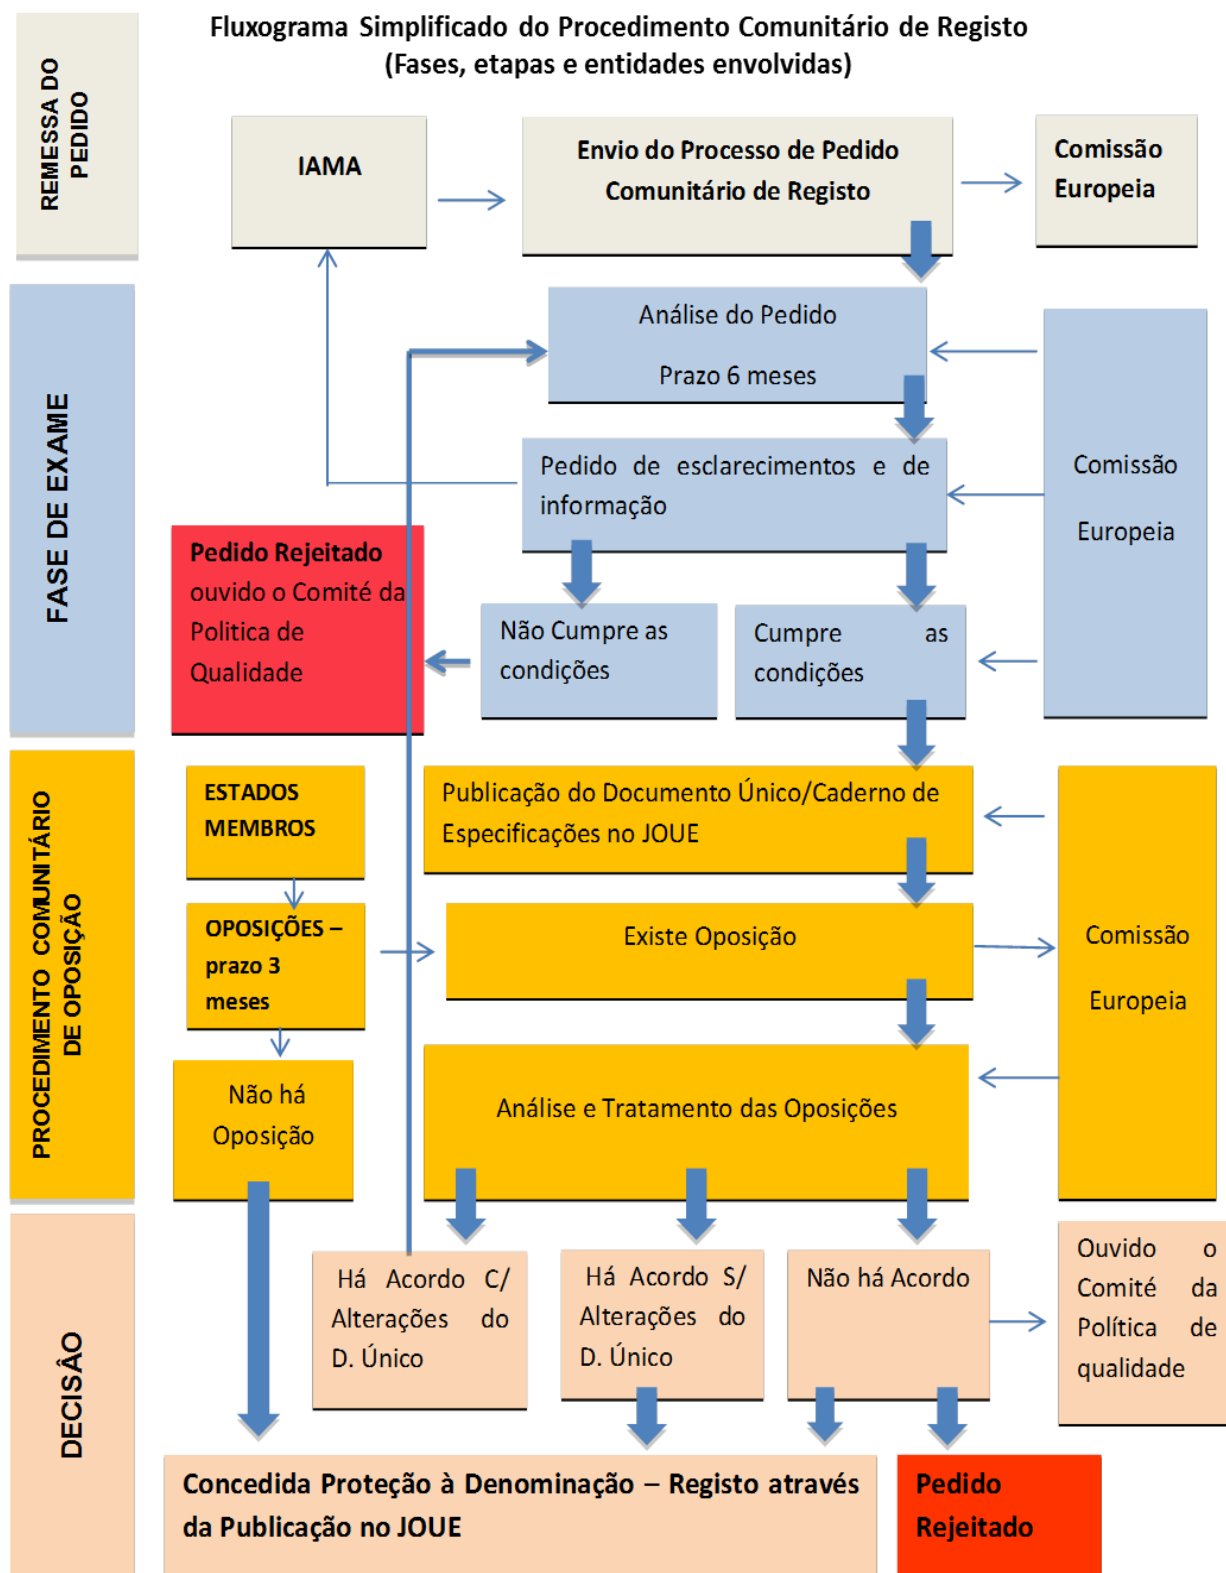 Fluxograma Simplificado do Procedimento Comunitário de Registo
(Fases, etapas e entidades envolvidas)
REMESSA DO
PEDIDO
IAMA
Envio do Processo de Pedido
Comunitário de Registo
Comissão
Europeia
FASE DE EXAME
Análise do Pedido
Prazo 6 meses
Pedido de esclarecimentos e de
informação
Comissão
Europeia
Pedido Rejeitado
ouvido o Comité da
Politica de
Qualidade
Não Cumpre as
condições
Cumpre as
condições
PROCEDIMENTO COMUNITÁRIO
DE OPOSIÇÃO
ESTADOS
MEMBROS
Publicação do Documento Único/Caderno de
Especificações no JOUE
OPOSIÇÕES –
prazo 3
meses
Existe Oposição
Comissão
Europeia
Não há
Oposição
Análise e Tratamento das Oposições
DECISÂO
Há Acordo C/
Alterações do
D. Único
Há Acordo S/
Alterações do
D. Único
Não há Acordo
Ouvido o
Comité da
Política de
qualidade
Concedida Proteção à Denominação – Registo através
da Publicação no JOUE
Pedido
Rejeitado